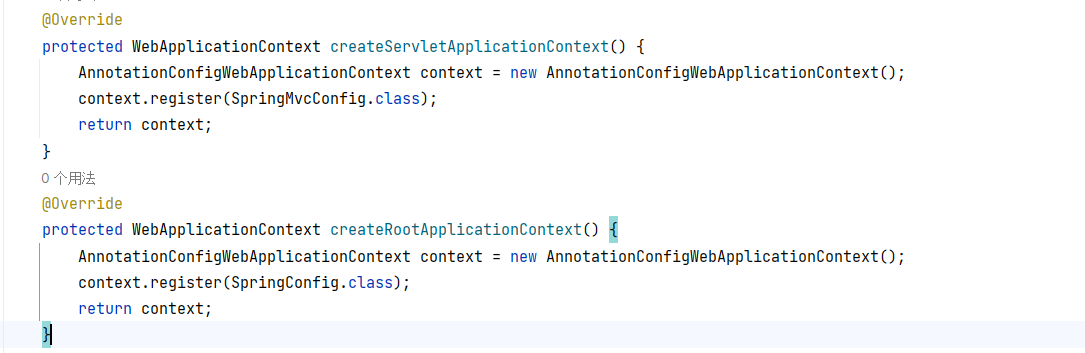 @Override
protected WebApplicationContext createServletApplicationContext() {
    AnnotationConfigWebApplicationContext context = new AnnotationConfigWebApplicationContext();
    context.register(SpringMvcConfig.class);
    return context;
}
0 个用法
@Override
protected WebApplicationContext createRootApplicationContext() {
    AnnotationConfigWebApplicationContext context = new AnnotationConfigWebApplicationContext();
    context.register(SpringConfig.class);
    return context;
}